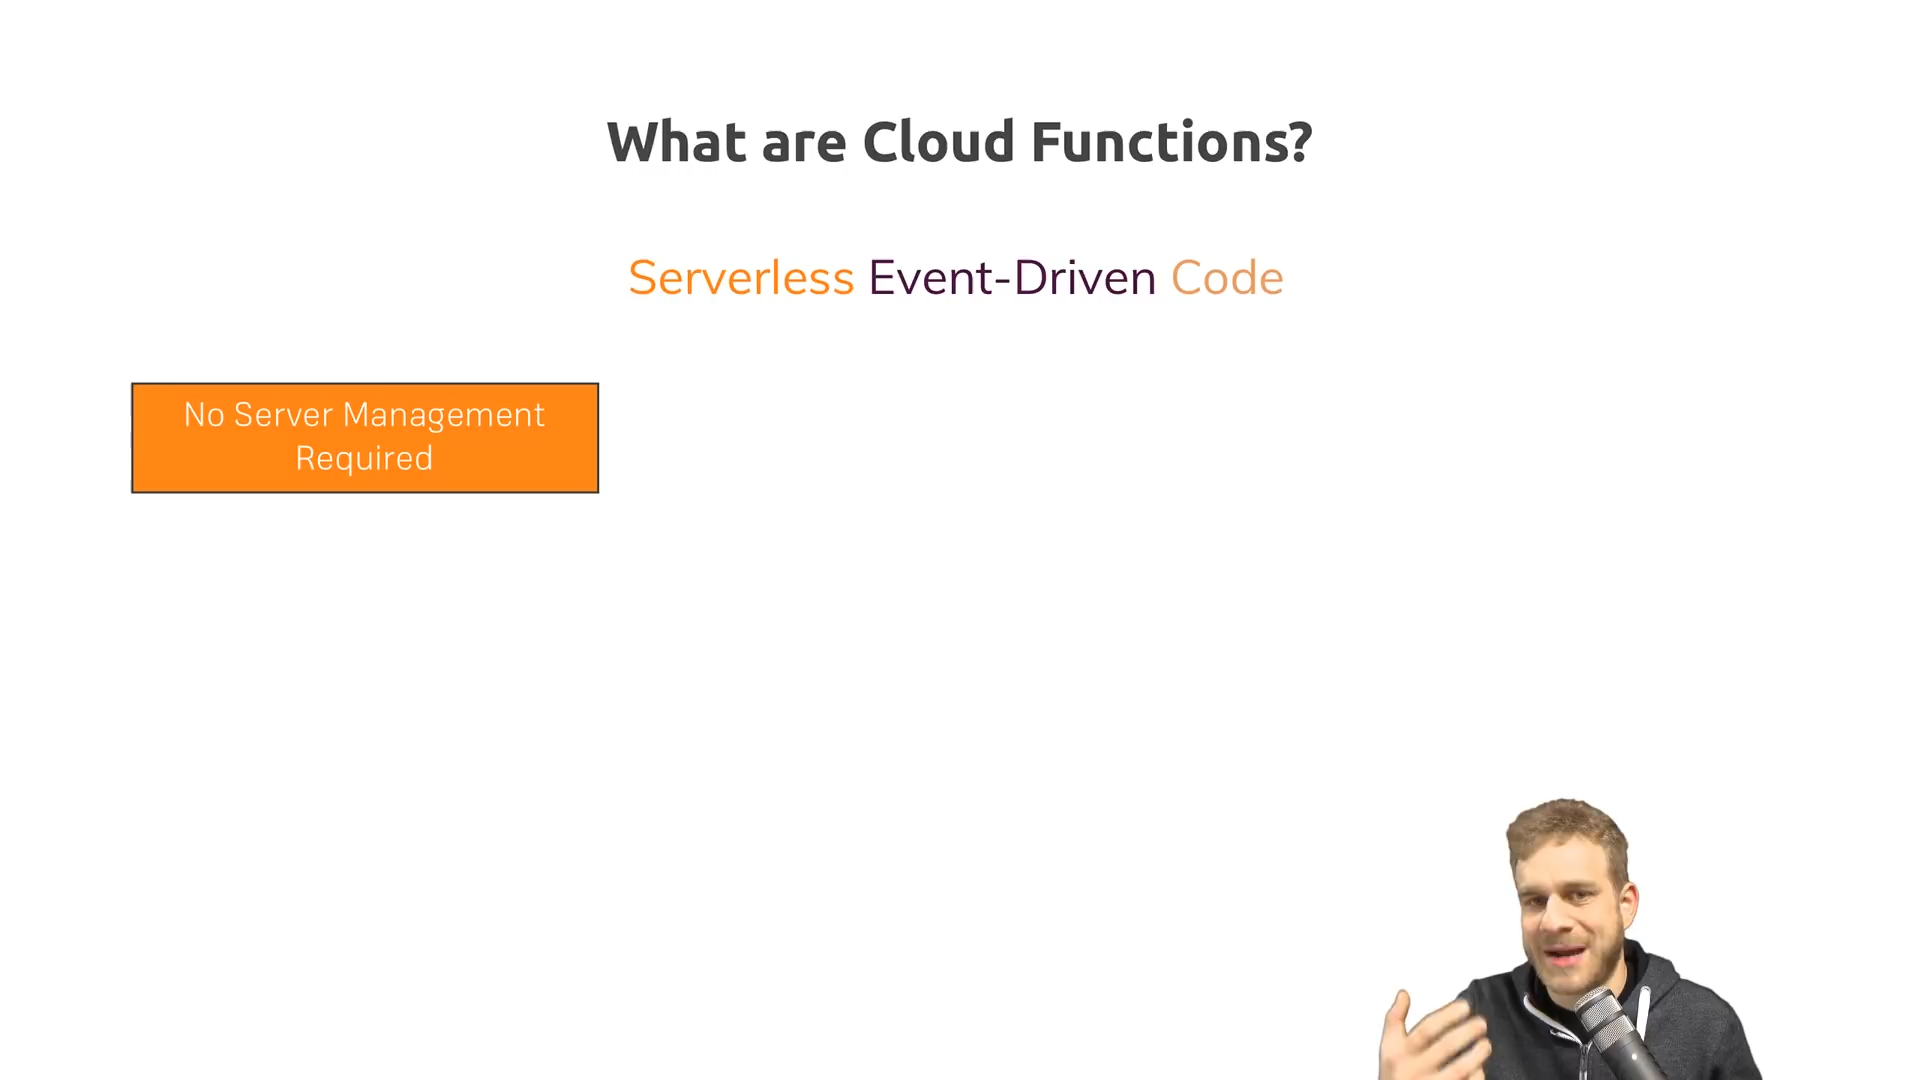 What are Cloud Functions?
Serverless Event-Driven Code
No Server Management
Required